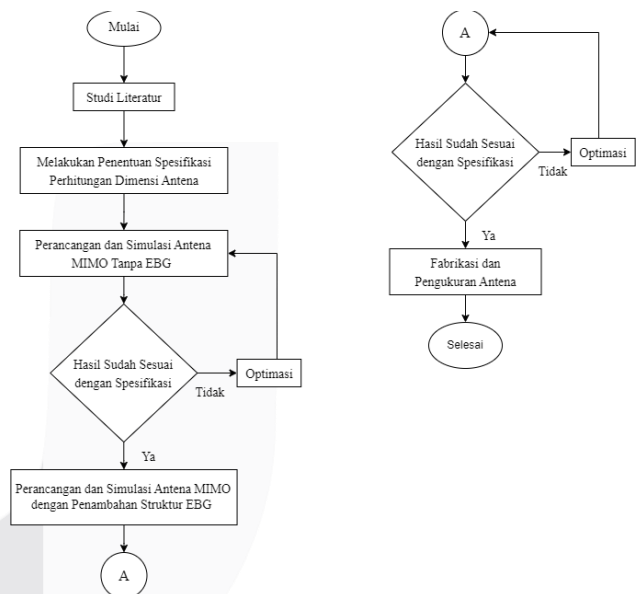 Mulai
Studi Literatur
Melakukan Penentuan Spesifikasi
Perhitungan Dimensi Antena
Perancangan dan Simulasi Antena
MIMO Tanpa EBG
Hasil Sudah Sesuai
dengan Spesifikasi
Tidak
Optimasi
Ya
Perancangan dan Simulasi Antena MIMO
dengan Penambahan Struktur EBG
A
A
Hasil Sudah Sesuai
dengan Spesifikasi
Tidak
Optimasi
Ya
Fabrikasi dan
Pengukuran Antena
Selesai